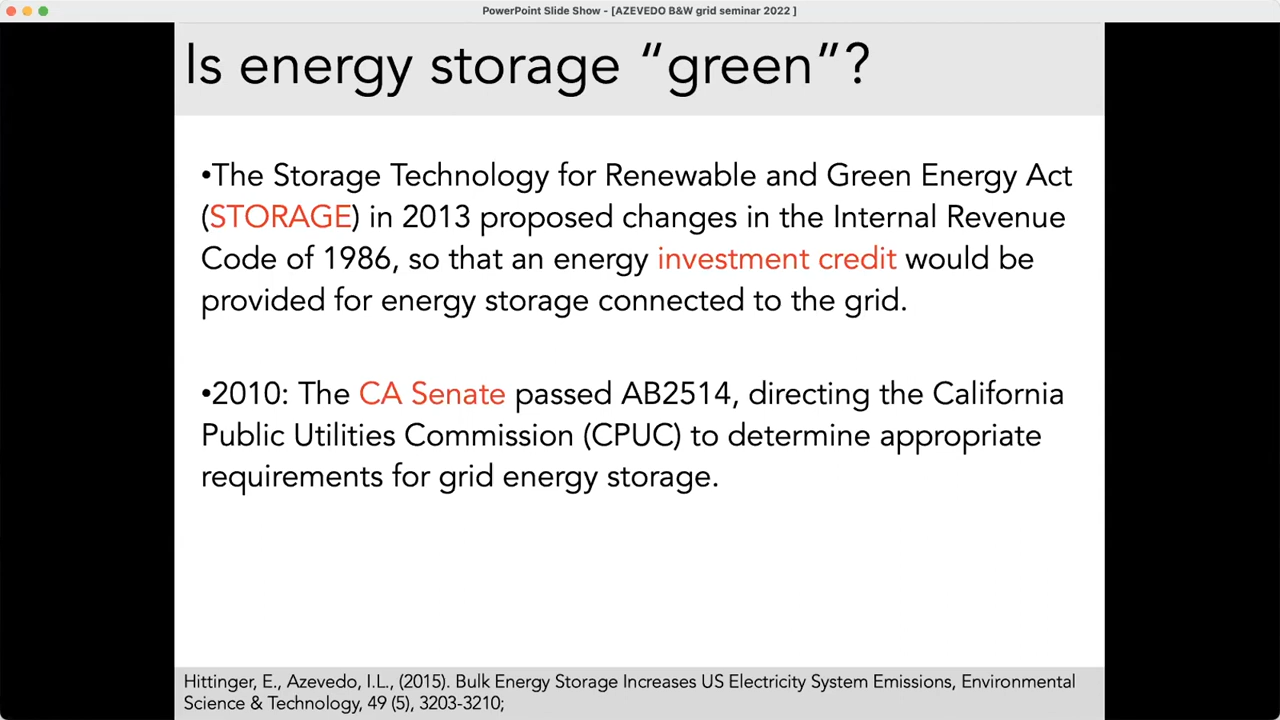 PowerPoint Slide Show - [AZEVEDO B&W grid seminar 2022 ]
Is energy storage “green”?
•The Storage Technology for Renewable and Green Energy Act
(STORAGE) in 2013 proposed changes in the Internal Revenue
Code of 1986, so that an energy investment credit would be
provided for energy storage connected to the grid.
•2010: The CA Senate passed AB2514, directing the California
Public Utilities Commission (CPUC) to determine appropriate
requirements for grid energy storage.
Hittinger, E., Azevedo, I.L., (2015). Bulk Energy Storage Increases US Electricity System Emissions, Environmental
Science & Technology, 49 (5), 3203-3210;